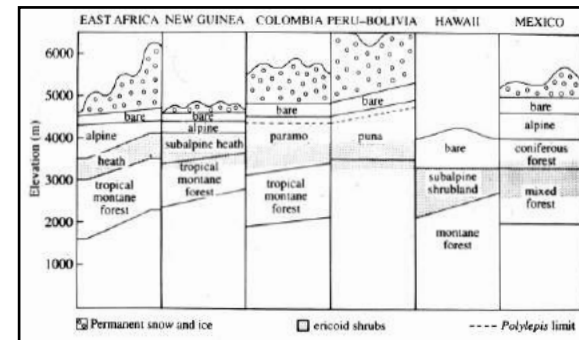 EAST AFRICA NEW GUINEA COLOMBIA PERU–BOLIVIA HAWAII MEXICO
Elevation (m)
6000
5000
4000
3000
2000
1000
bare
alpine
heath
tropical
montane
forest
bare
alpine
subalpine heath
tropical
montane
forest
bare
paramo
tropical
montane
forest
bare
puna
bare
subalpine
shrubland
montane
forest
bare
alpine
coniferous
forest
mixed
forest
Permanent snow and ice
ericoid shrubs
Polylepis limit